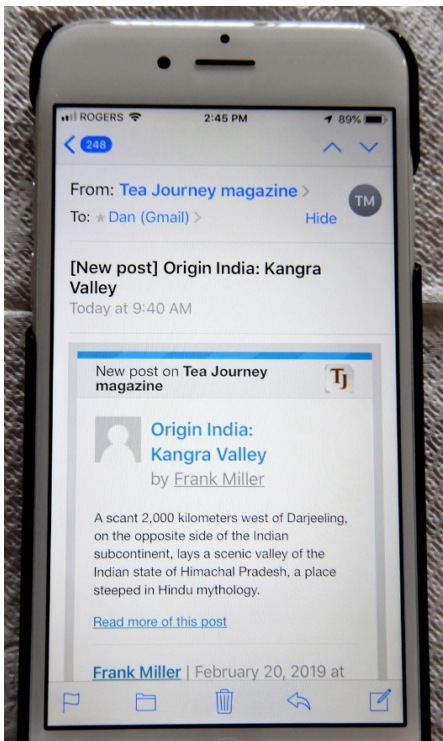 ROGERS 2:45 PM 89%
248
From: Tea Journey magazine
TM
To: Dan (Gmail) Hide
[New post] Origin India: Kangra
Valley
Today at 9:40 AM
New post on Tea Journey
magazine
TJ
Origin India:
Kangra Valley
by Frank Miller
A scant 2,000 kilometers west of Darjeeling,
on the opposite side of the Indian
subcontinent, lays a scenic valley of the
Indian state of Himachal Pradesh, a place
steeped in Hindu mythology.
Read more of this post
Frank Miller | February 20, 2019 at